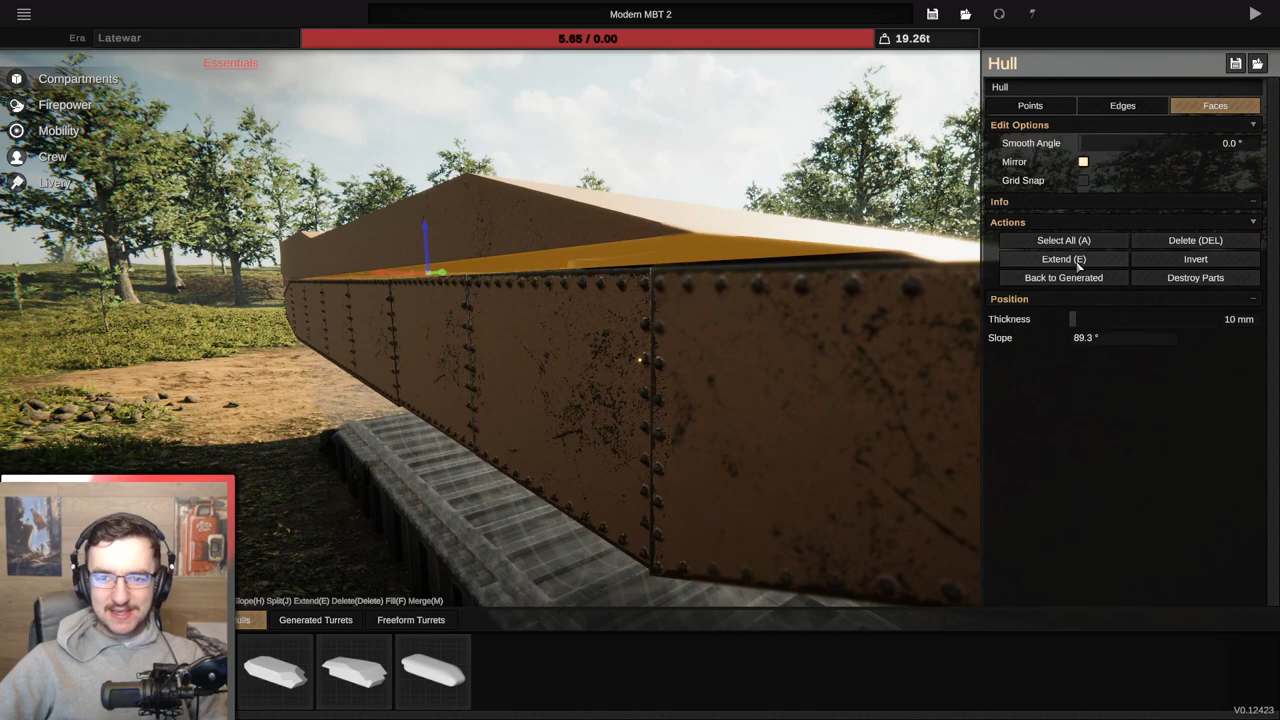 Modern MBT 2
Era Latewar
5.65 / 0.00
19.26t
Essentials
Compartments
Firepower
Mobility
Crew
Livery
Hull
Hull
Points Edges Faces
Edit Options
Smooth Angle 0.0 °
Mirror
Grid Snap
Info
Actions
Select All (A) Delete (DEL)
Extend (E) Invert
Back to Generated Destroy Parts
Position
Thickness 10 mm
Slope 89.3 °
Slope(H) Split(J) Extend(E) Delete(Delete) Fill(F) Merge(M)
Generated Turrets Freeform Turrets
V0.12423